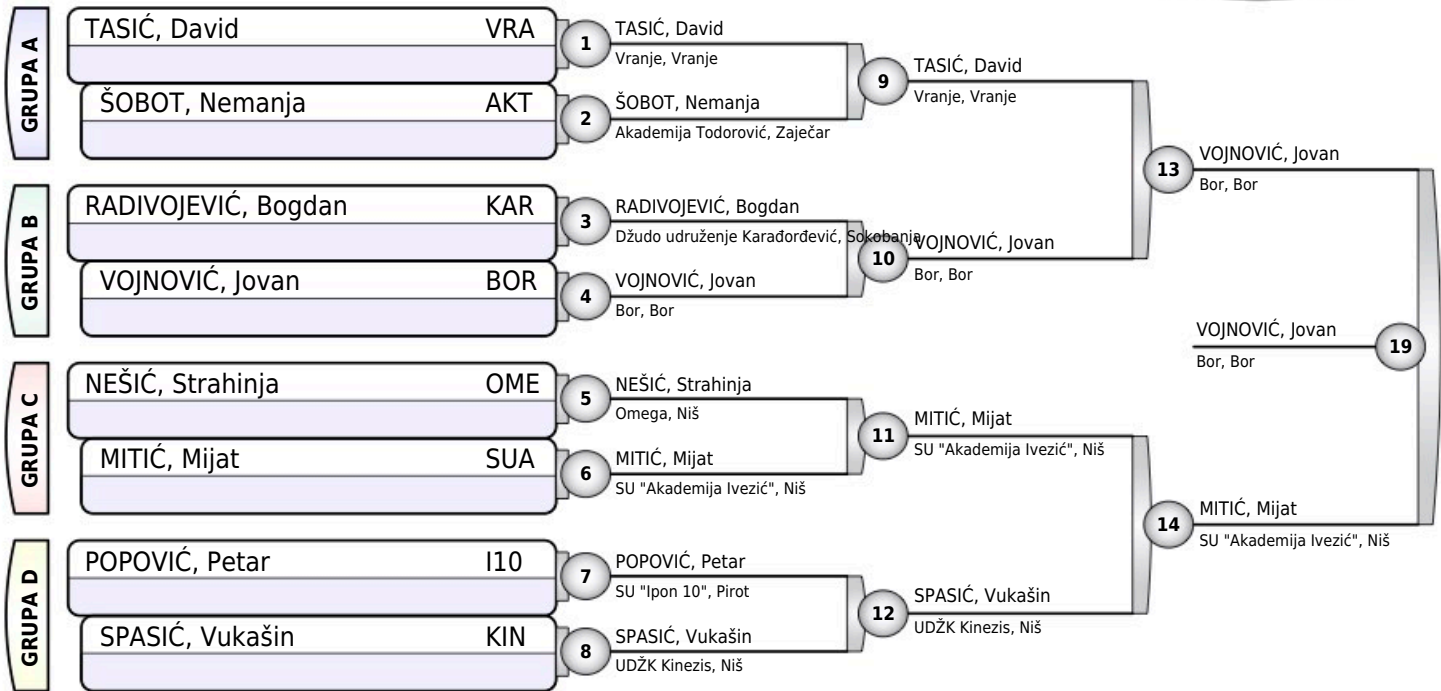 GRUPA A
TASIĆ, David VRA
ŠOBOT, Nemanja AKT
1
TASIĆ, David
Vranje, Vranje
2
ŠOBOT, Nemanja
Akademija Todorović, Zaječar
9
TASIĆ, David
Vranje, Vranje
GRUPA B
RADIVOJEVIĆ, Bogdan KAR
VOJNOVIĆ, Jovan BOR
3
RADIVOJEVIĆ, Bogdan
Džudo udruženje Karađorđević, Sokobanja
4
VOJNOVIĆ, Jovan
Bor, Bor
10
VOJNOVIĆ, Jovan
Bor, Bor
13
VOJNOVIĆ, Jovan
Bor, Bor
GRUPA C
NEŠIĆ, Strahinja OME
MITIĆ, Mijat SUA
5
NEŠIĆ, Strahinja
Omega, Niš
6
MITIĆ, Mijat
SU "Akademija Ivezić", Niš
11
MITIĆ, Mijat
SU "Akademija Ivezić", Niš
GRUPA D
POPOVIĆ, Petar I10
SPASIĆ, Vukašin KIN
7
POPOVIĆ, Petar
SU "Ipon 10", Pirot
8
SPASIĆ, Vukašin
UDŽK Kinezis, Niš
12
SPASIĆ, Vukašin
UDŽK Kinezis, Niš
14
MITIĆ, Mijat
SU "Akademija Ivezić", Niš
VOJNOVIĆ, Jovan
Bor, Bor
19